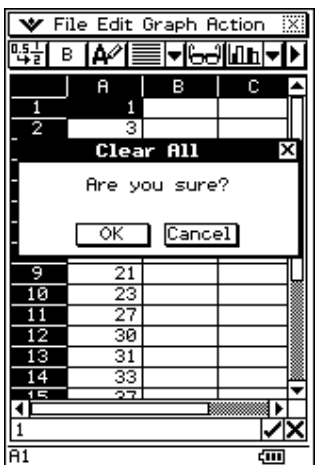 File Edit Graph Action
0.5 1/2 B A
A B C
1 1
2 3
Clear All
Are you sure?
OK Cancel
9 21
10 23
11 27
12 30
13 31
14 33
15 37
1
A1